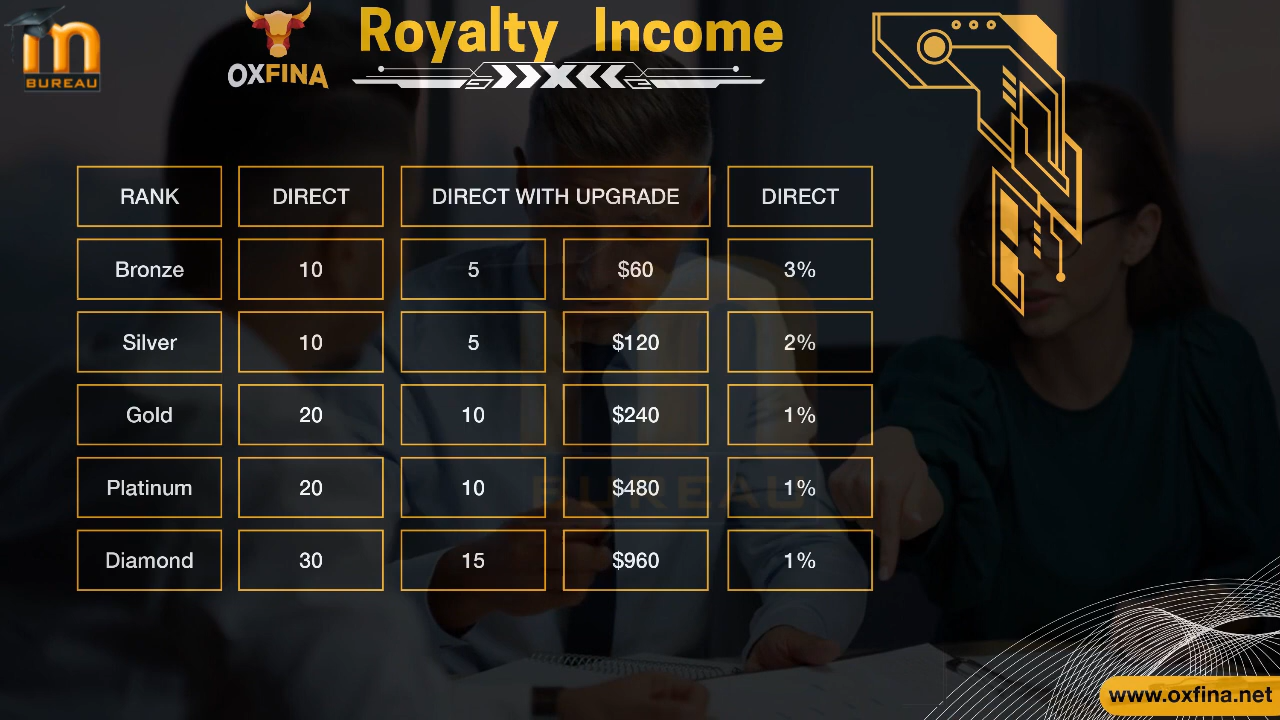 m
BUREAU
OXFINA
Royalty Income
RANK DIRECT DIRECT WITH UPGRADE DIRECT
Bronze 10 5 $60 3%
Silver 10 5 $120 2%
Gold 20 10 $240 1%
Platinum 20 10 $480 1%
Diamond 30 15 $960 1%
BUREAU
www.oxfina.net